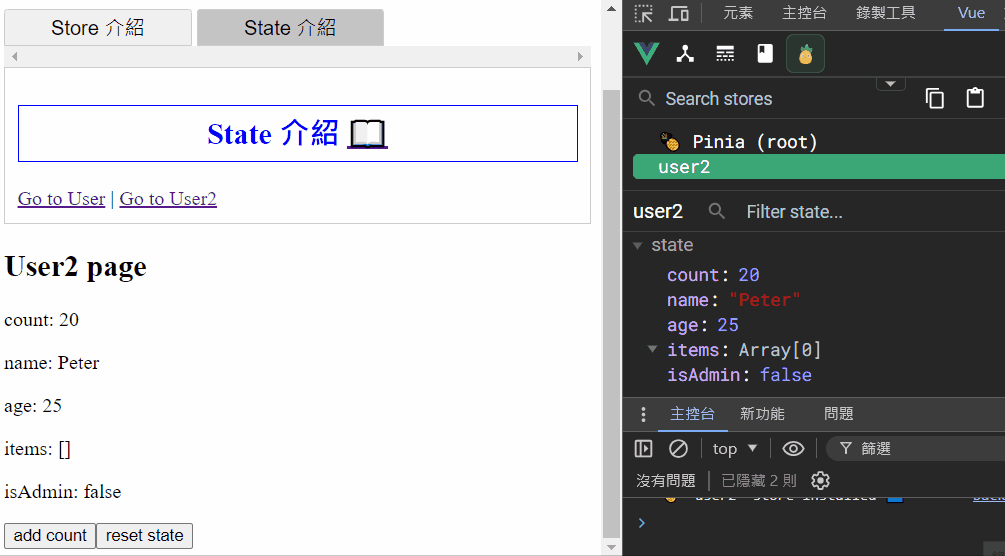 Store 介紹 State 介紹
State 介紹
Go to User | Go to User2
User2 page
count: 20
name: Peter
age: 25
items: []
isAdmin: false
add count reset state
元素 主控台 錄製工具 Vue
Search stores
Pinia (root)
user2
user2 Filter state...
state
count: 20
name: "Peter"
age: 25
items: Array[0]
isAdmin: false
主控台 新功能 問題
top 篩選
沒有問題 已隱藏 2 則
"user2" store installed